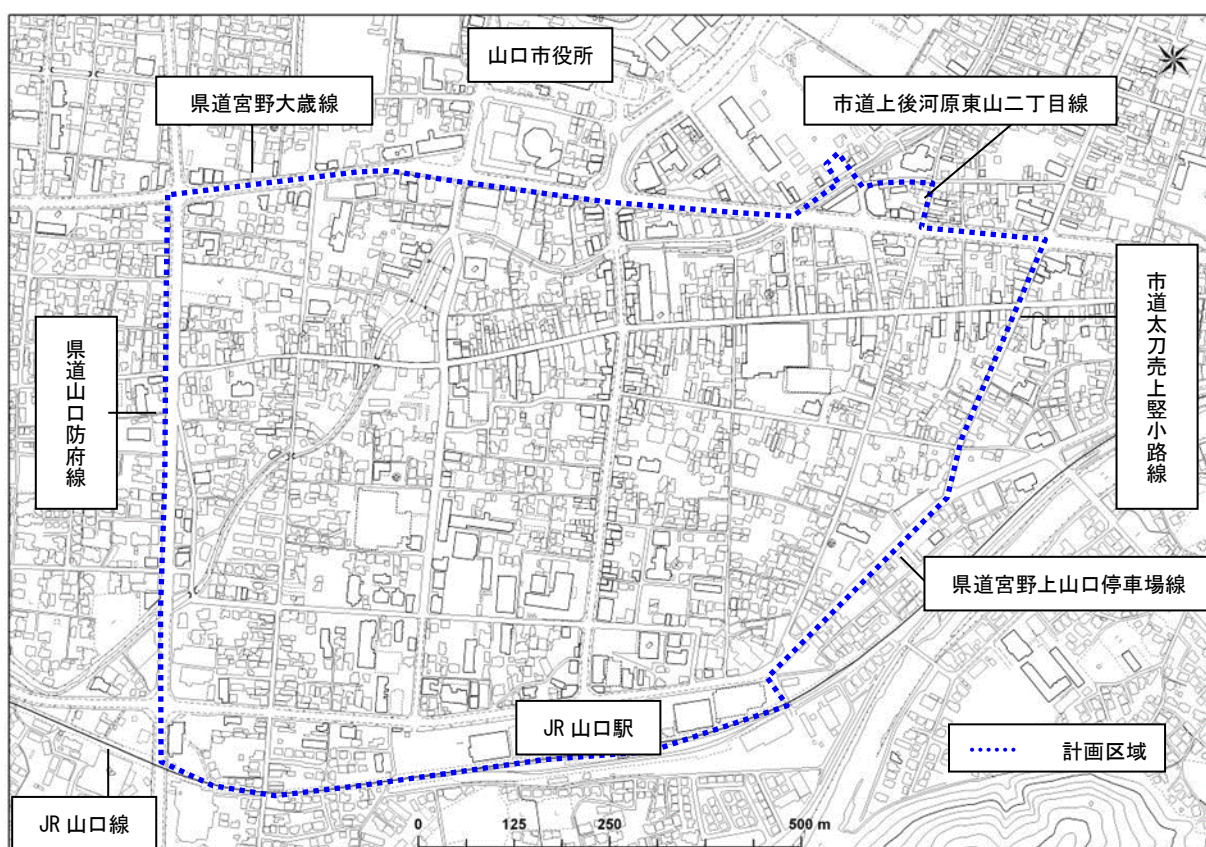 山口市役所
県道宮野大歳線
市道上後河原東山二丁目線
市道太刀売上竪小路線
県道山口防府線
県道宮野上山口停車場線
JR 山口駅
計画区域
JR 山口線
0 125 250 500 m